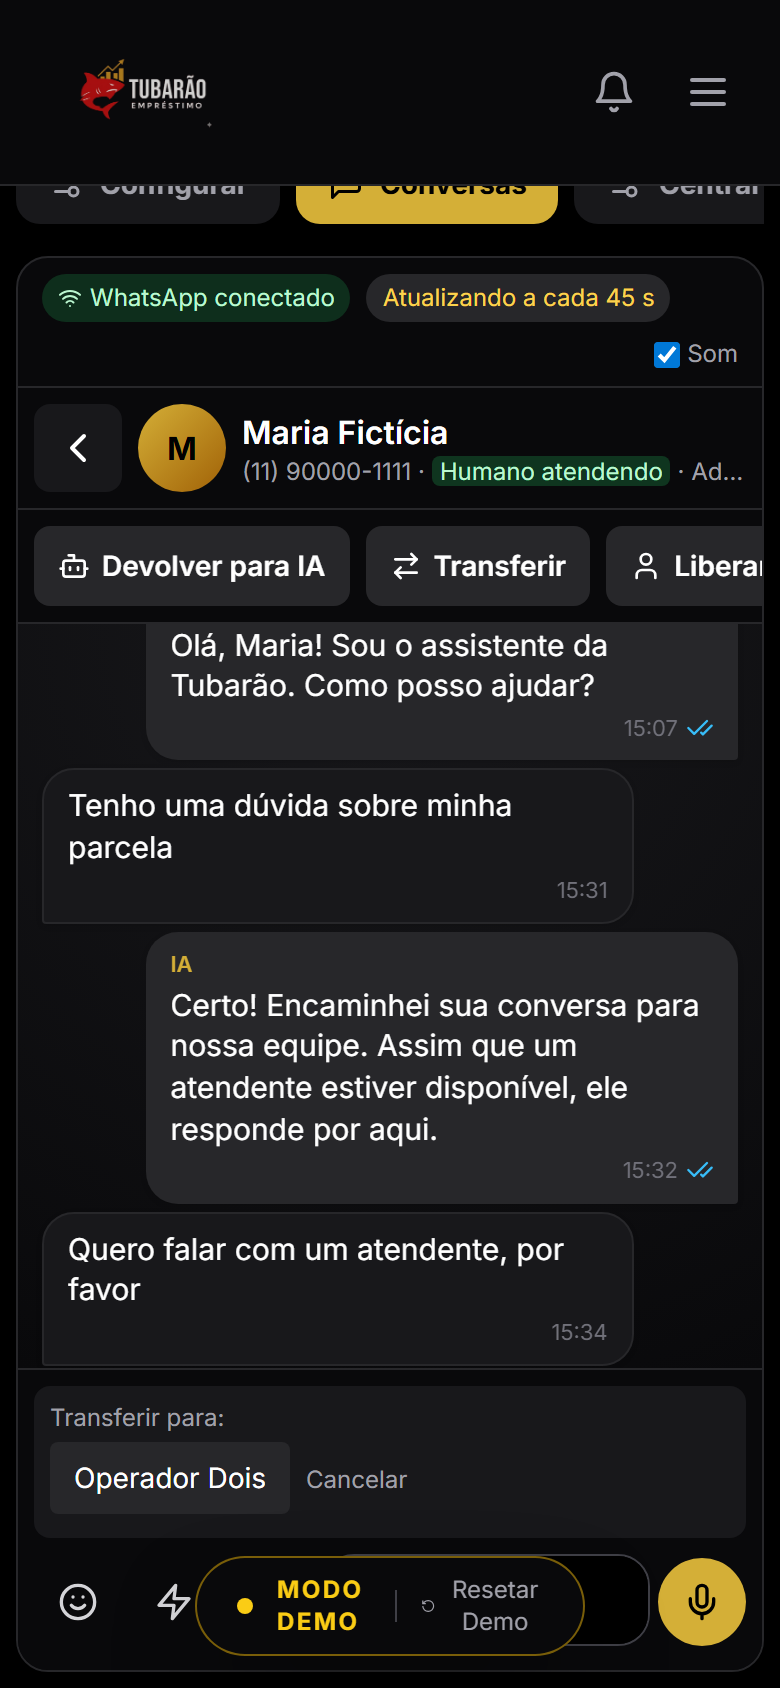 TUBARÃO
EMPRÉSTIMO
Configurar
Conversas
Central
WhatsApp conectado
Atualizando a cada 45 s
Som
M
Maria Fictícia
(11) 90000-1111 · Humano atendendo · Ad...
Devolver para IA
Transferir
Liberar
Olá, Maria! Sou o assistente da
Tubarão. Como posso ajudar?
15:07
Tenho uma dúvida sobre minha
parcela
15:31
IA
Certo! Encaminhei sua conversa para
nossa equipe. Assim que um
atendente estiver disponível, ele
responde por aqui.
15:32
Quero falar com um atendente, por
favor
15:34
Transferir para:
Operador Dois
Cancelar
MODO
DEMO
Resetar
Demo